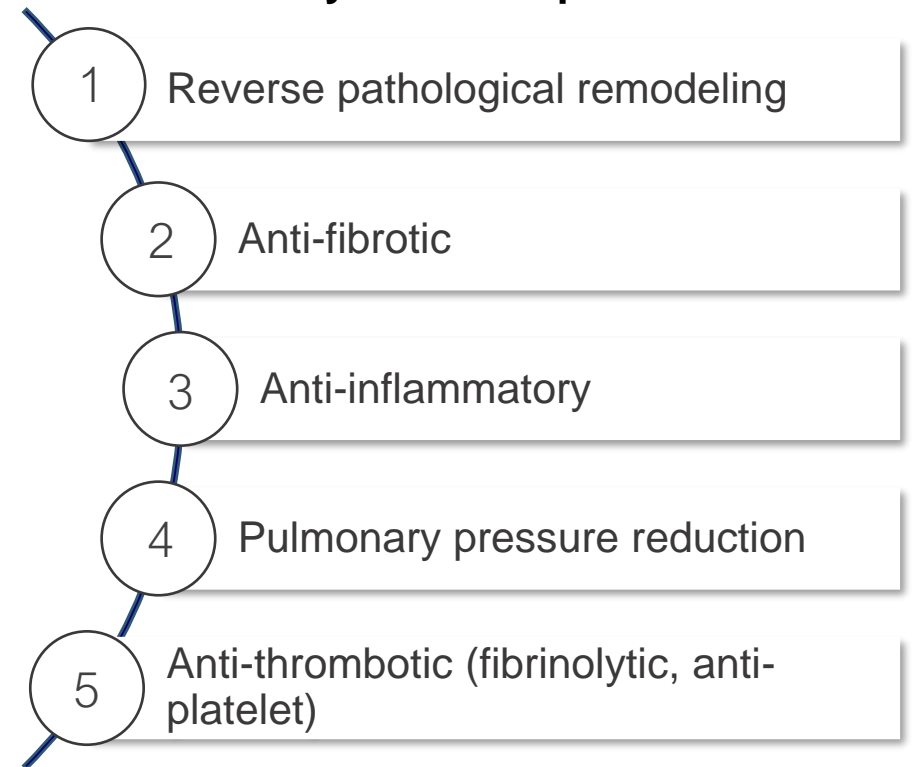 1
Reverse pathological remodeling
2
Anti-fibrotic
3
Anti-inflammatory
4
Pulmonary pressure reduction
5
Anti-thrombotic (fibrinolytic, anti-
platelet)